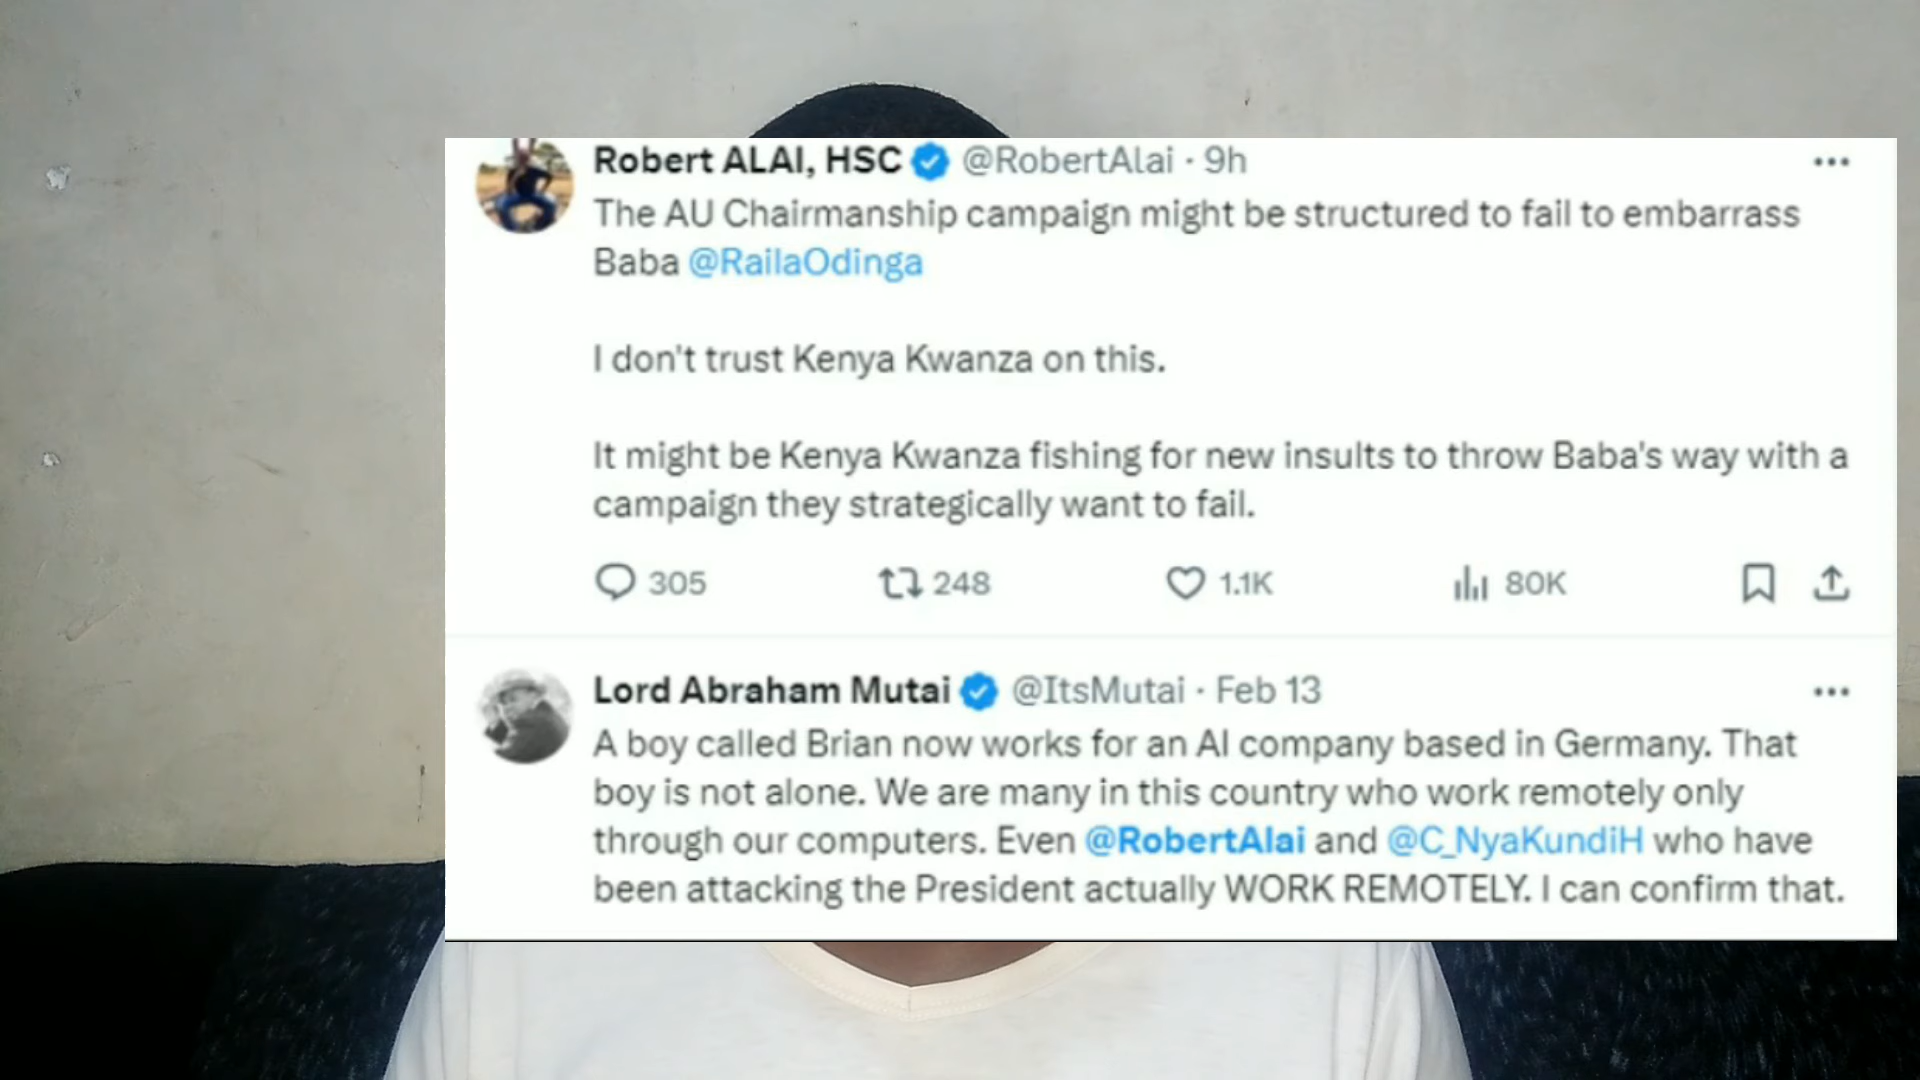 Robert ALAI, HSC @RobertAlai · 9h
The AU Chairmanship campaign might be structured to fail to embarrass
Baba @RailaOdinga
I don't trust Kenya Kwanza on this.
It might be Kenya Kwanza fishing for new insults to throw Baba's way with a
campaign they strategically want to fail.
305 248 1.1K 80K
Lord Abraham Mutai @ItsMutai · Feb 13
A boy called Brian now works for an AI company based in Germany. That
boy is not alone. We are many in this country who work remotely only
through our computers. Even @RobertAlai and @C_NyaKundiH who have
been attacking the President actually WORK REMOTELY. I can confirm that.